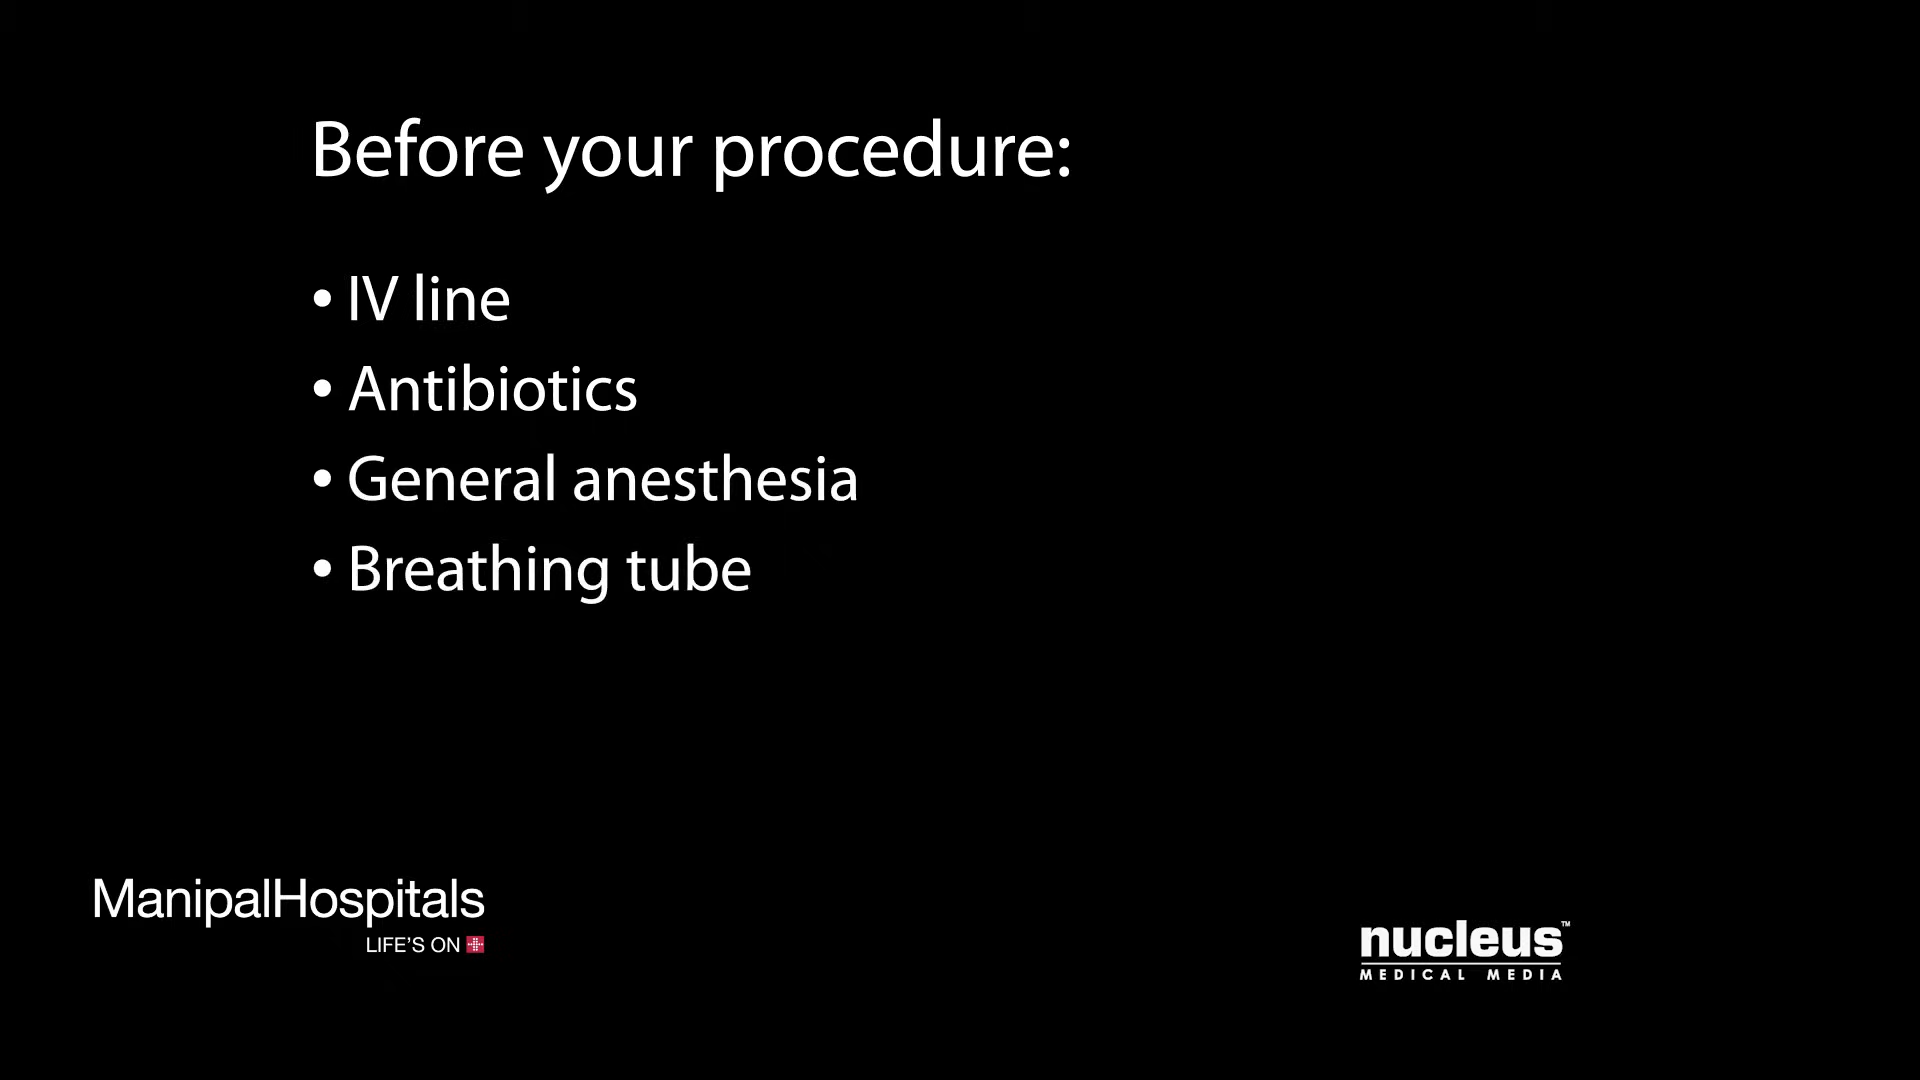 Before your procedure:
• IV line
• Antibiotics
• General anesthesia
• Breathing tube
ManipalHospitals
LIFE'S ON
nucleus™
MEDICAL MEDIA